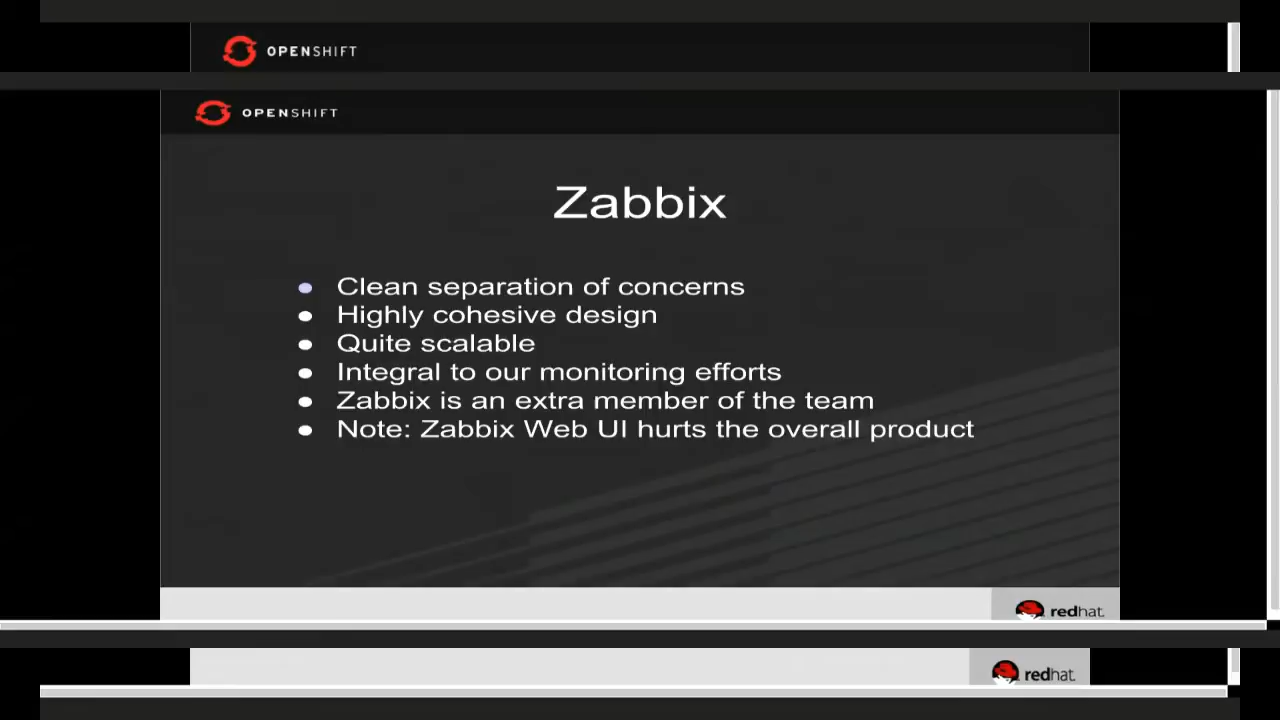 OPENSHIFT
OPENSHIFT
Zabbix
Clean separation of concerns
Highly cohesive design
Quite scalable
Integral to our monitoring efforts
Zabbix is an extra member of the team
Note: Zabbix Web UI hurts the overall product
redhat.
redhat.